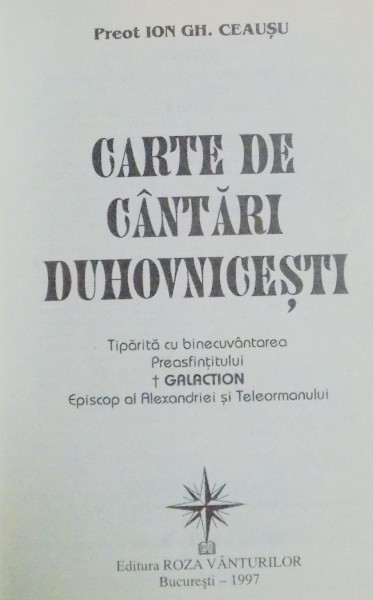 Preot ION GH. CEAUȘU
CARTE DE
CÂNTĂRI
DUHOVNICEȘTI
Tipărită cu binecuvântarea
Preasfințitului
† GALACTION
Episcop al Alexandriei și Teleormanului
Editura ROZA VÂNTURILOR
București – 1997